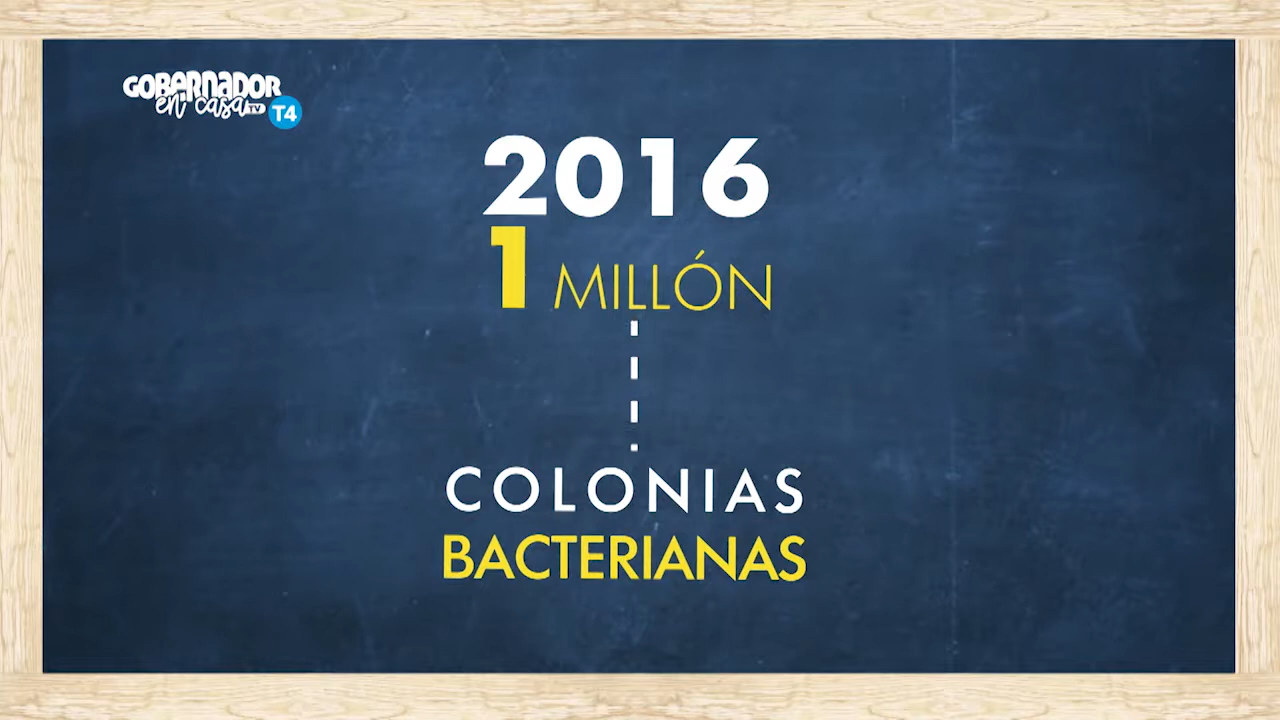 GOBERNADOR
en casa TV T4
2016
1 MILLÓN
COLONIAS
BACTERIANAS